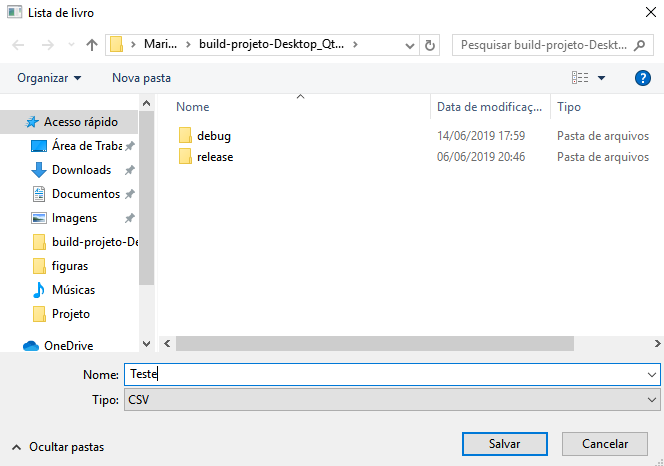 Lista de livro
Mari... build-projeto-Desktop_Qt... Pesquisar build-projeto-Deskt...
Organizar Nova pasta
Nome Data de modificaç... Tipo
Acesso rápido
Área de Traba
Downloads
Documentos
Imagens
build-projeto-De
figuras
Músicas
Projeto
OneDrive
debug 14/06/2019 17:59 Pasta de arquivos
release 06/06/2019 20:46 Pasta de arquivos
Nome: Teste
Tipo: CSV
Ocultar pastas Salvar Cancelar